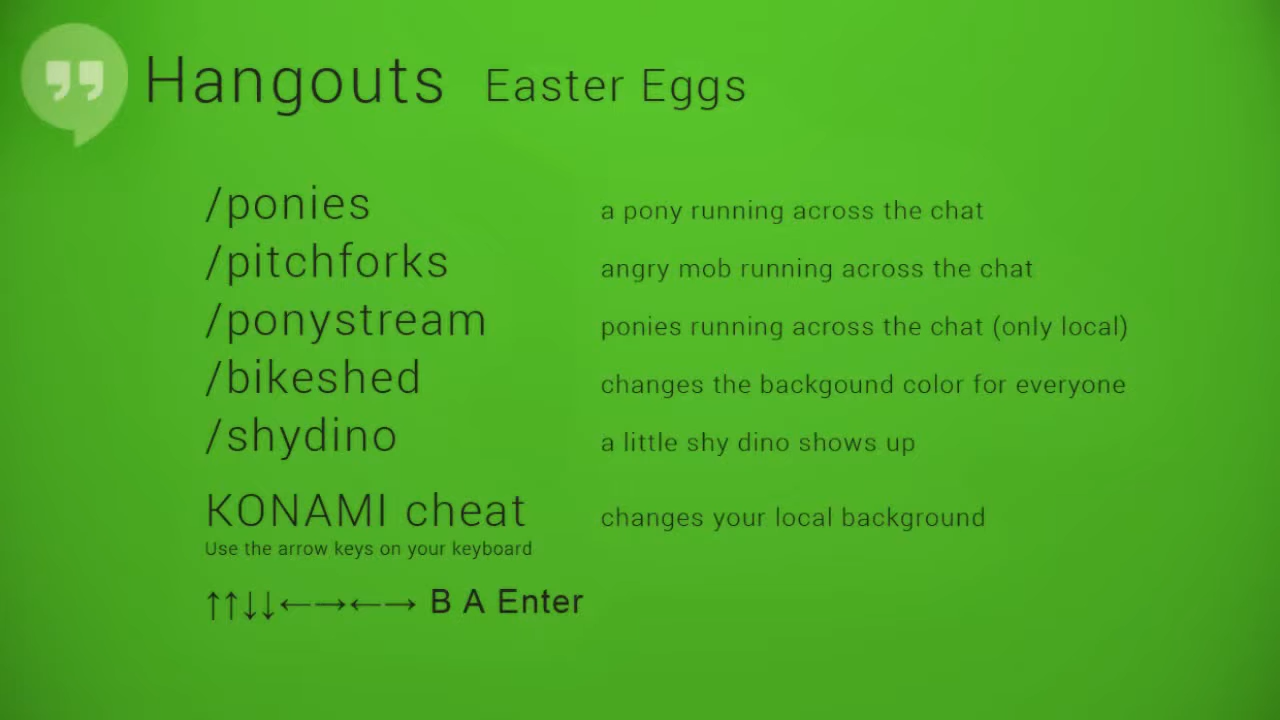 Hangouts Easter Eggs
/ponies a pony running across the chat
/pitchforks angry mob running across the chat
/ponystream ponies running across the chat (only local)
/bikeshed changes the backgound color for everyone
/shydino a little shy dino shows up
KONAMI cheat changes your local background
Use the arrow keys on your keyboard
↑↑↓↓←→←→ B A Enter